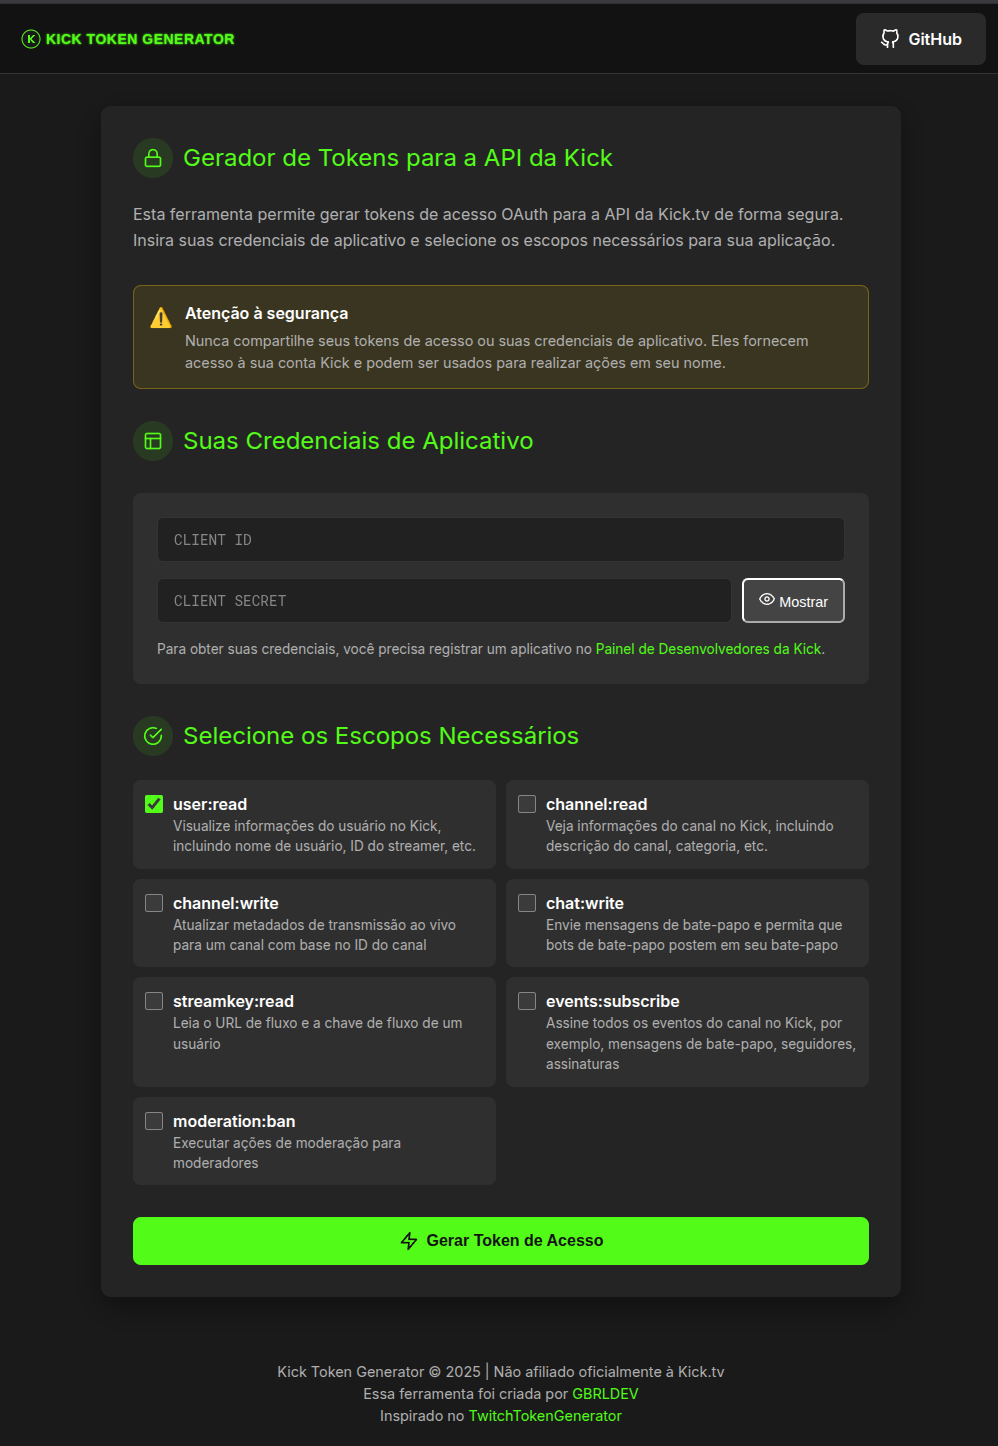 KICK TOKEN GENERATOR
GitHub
Gerador de Tokens para a API da Kick
Esta ferramenta permite gerar tokens de acesso OAuth para a API da Kick.tv de forma segura.
Insira suas credenciais de aplicativo e selecione os escopos necessários para sua aplicação.
Atenção à segurança
Nunca compartilhe seus tokens de acesso ou suas credenciais de aplicativo. Eles fornecem
acesso à sua conta Kick e podem ser usados para realizar ações em seu nome.
Suas Credenciais de Aplicativo
CLIENT ID
CLIENT SECRET
Mostrar
Para obter suas credenciais, você precisa registrar um aplicativo no Painel de Desenvolvedores da Kick.
Selecione os Escopos Necessários
user:read
Visualize informações do usuário no Kick,
incluindo nome de usuário, ID do streamer, etc.
channel:read
Veja informações do canal no Kick, incluindo
descrição do canal, categoria, etc.
channel:write
Atualizar metadados de transmissão ao vivo
para um canal com base no ID do canal
chat:write
Envie mensagens de bate-papo e permita que
bots de bate-papo postem em seu bate-papo
streamkey:read
Leia o URL de fluxo e a chave de fluxo de um
usuário
events:subscribe
Assine todos os eventos do canal no Kick, por
exemplo, mensagens de bate-papo, seguidores,
assinaturas
moderation:ban
Executar ações de moderação para
moderadores
Gerar Token de Acesso
Kick Token Generator © 2025 | Não afiliado oficialmente à Kick.tv
Essa ferramenta foi criada por GBRLDEV
Inspirado no TwitchTokenGenerator